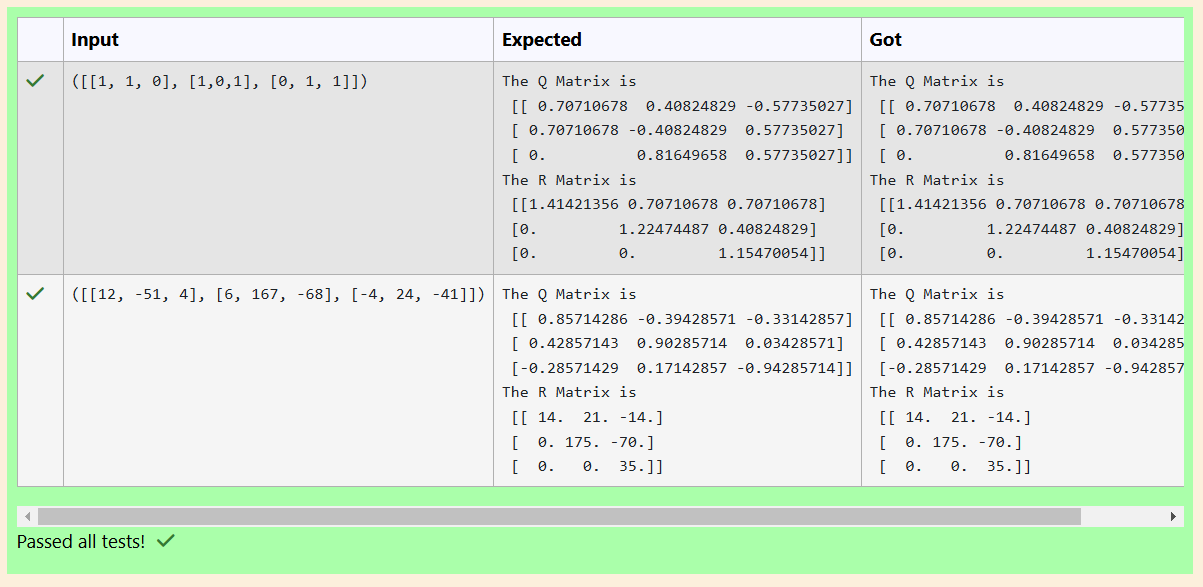 Input Expected Got
([[1, 1, 0], [1,0,1], [0, 1, 1]])
The Q Matrix is
[[ 0.70710678  0.40824829 -0.57735027]
[ 0.70710678 -0.40824829  0.57735027]
[ 0.          0.81649658  0.57735027]]
The R Matrix is
[[1.41421356 0.70710678 0.70710678]
[0.         1.22474487 0.40824829]
[0.         0.         1.15470054]]
The Q Matrix is
[[ 0.70710678  0.40824829 -0.57735
[ 0.70710678 -0.40824829  0.577350
[ 0.          0.81649658  0.577350
The R Matrix is
[[1.41421356 0.70710678 0.70710678
[0.         1.22474487 0.40824829]
[0.         0.         1.15470054]
([[12, -51, 4], [6, 167, -68], [-4, 24, -41]])
The Q Matrix is
[[ 0.85714286 -0.39428571 -0.33142857]
[ 0.42857143  0.90285714  0.03428571]
[-0.28571429  0.17142857 -0.94285714]]
The R Matrix is
[[ 14.  21. -14.]
[  0. 175. -70.]
[  0.   0.  35.]]
The Q Matrix is
[[ 0.85714286 -0.39428571 -0.33142
[ 0.42857143  0.90285714  0.034285
[-0.28571429  0.17142857 -0.942857
The R Matrix is
[[ 14.  21. -14.]
[  0. 175. -70.]
[  0.   0.  35.]]
Passed all tests!